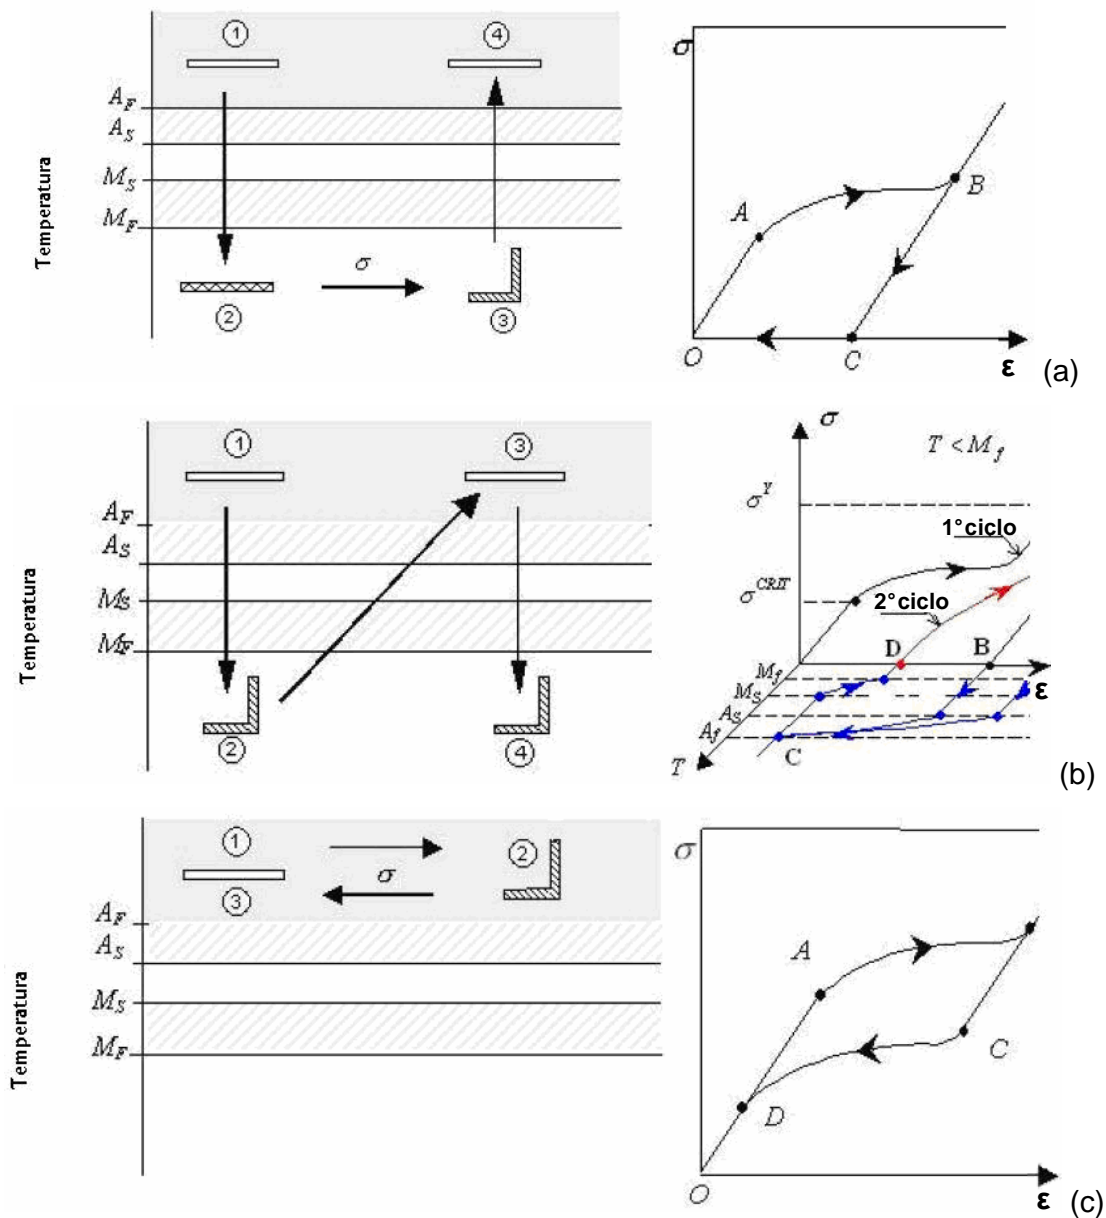 ① ④
A_F
A_S
M_S
M_F
Temperatura
σ
② ③
σ
A B
O C ε
(a)
① ③
A_F
A_S
M_S
M_F
Temperatura
② ④
σ
T < M_f
σ^Y
1° ciclo
σ^CRIT
2° ciclo
D B
M_f
M_S
A_S
A_f
ε
C
T
(b)
①
②
σ
③
A_F
A_S
M_S
M_F
Temperatura
σ
A
C
D
O ε
(c)